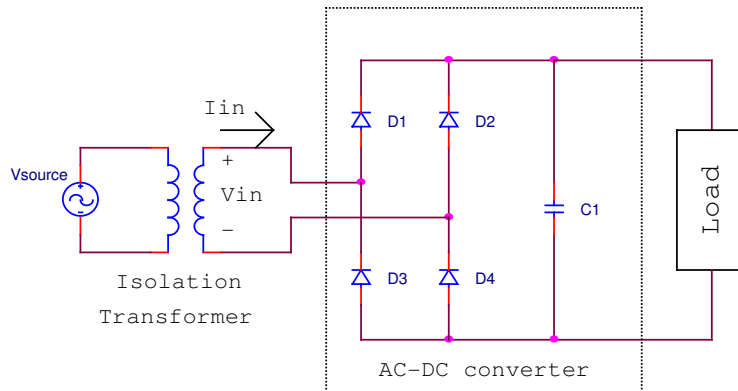 Iin
D1
D2
Vsource
+
Vin
−
C1
Load
D3
D4
Isolation
Transformer
AC−DC converter